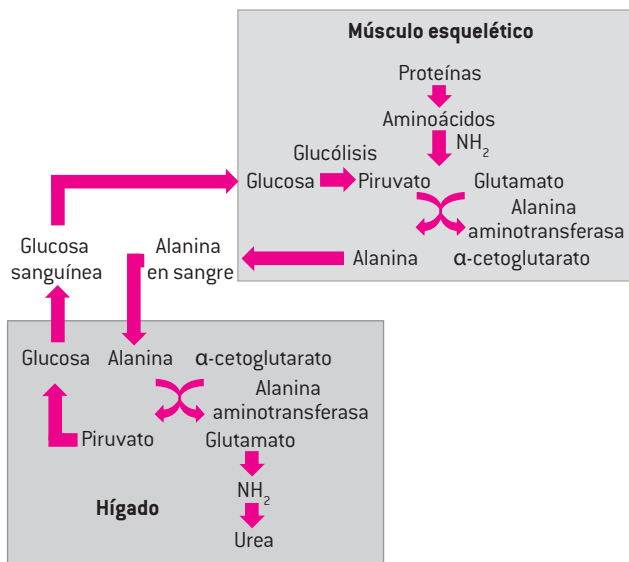 Músculo esquelético
Proteínas
Aminoácidos
NH2
Glucólisis
Glucosa
Piruvato
Glutamato
Alanina
aminotransferasa
Alanina
α-cetoglutarato
Glucosa
sanguínea
Alanina
en sangre
Glucosa
Alanina
α-cetoglutarato
Alanina
aminotransferasa
Piruvato
Glutamato
NH2
Urea
Hígado